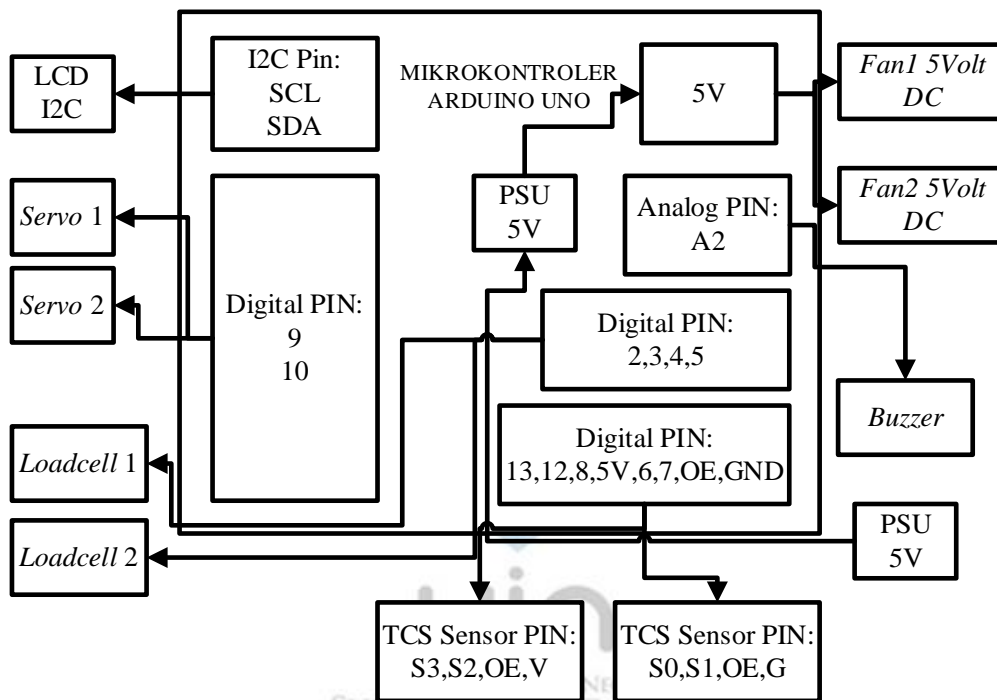 LCD
I2C
I2C Pin:
SCL
SDA
MIKROKONTROLER
ARDUINO UNO
5V
Fan1 5Volt
DC
Servo 1
Servo 2
Digital PIN:
9
10
PSU
5V
Analog PIN:
A2
Fan2 5Volt
DC
Digital PIN:
2,3,4,5
Buzzer
Loadcell 1
Loadcell 2
Digital PIN:
13,12,8,5V,6,7,OE,GND
PSU
5V
TCS Sensor PIN:
S3,S2,OE,V
TCS Sensor PIN:
S0,S1,OE,G